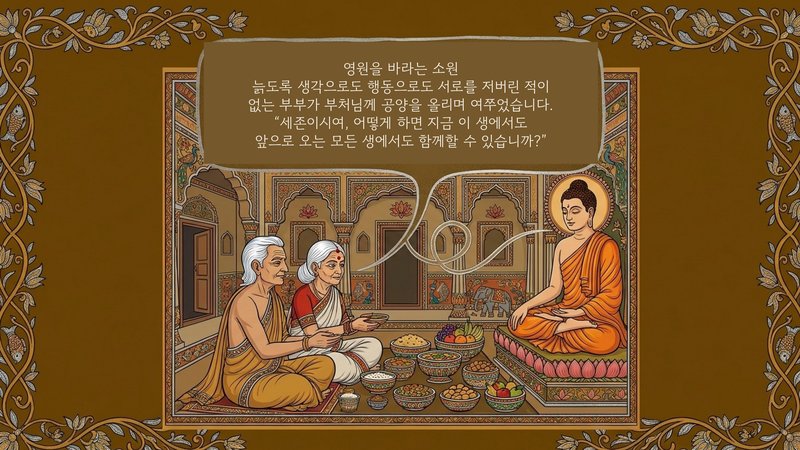 영원을 바라는 소원
늙도록 생각으로도 행동으로도 서로를 저버린 적이
없는 부부가 부처님께 공양을 올리며 여쭈었습니다.
“세존이시여, 어떻게 하면 지금 이 생에서도
앞으로 오는 모든 생에서도 함께할 수 있습니까?”